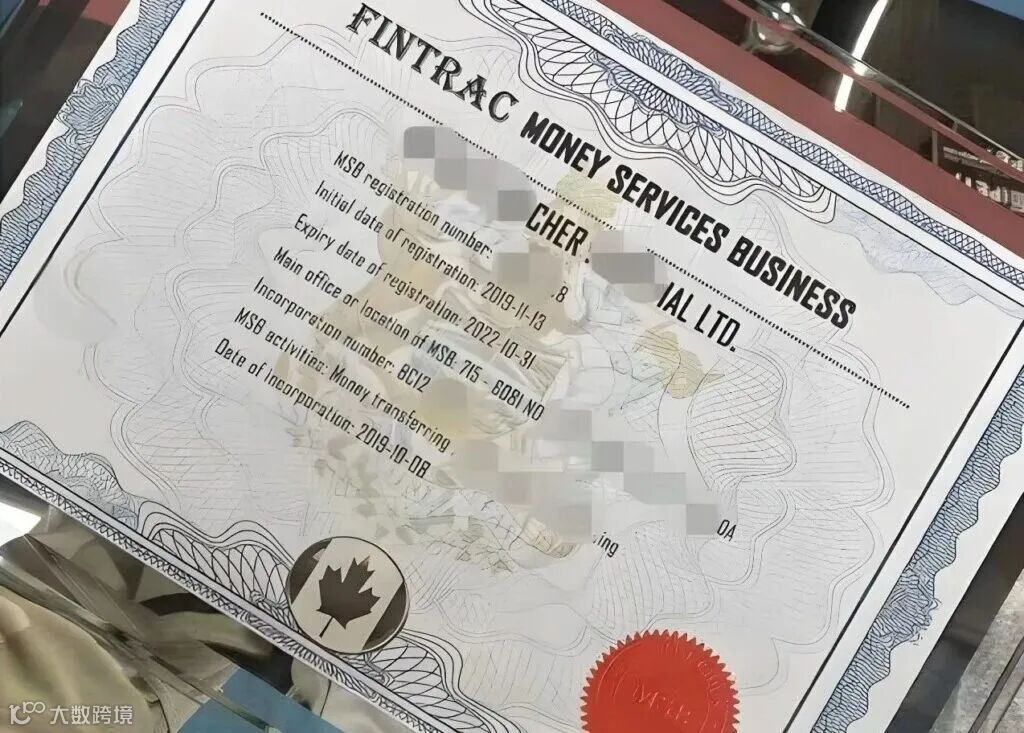 FINTRAC MONEY SERVICES BUSINESS
CHER IAL LTD.
MSB registration number:
Initial date of registration: 2019-11-13
Expiry date of registration: 2022-10-31
Main office or location of MSB: 715 - 6081 NO
Incorporation number: BC12
MSB activities: Money transferring,
Date of Incorporation: 2019-10-08
大数跨境